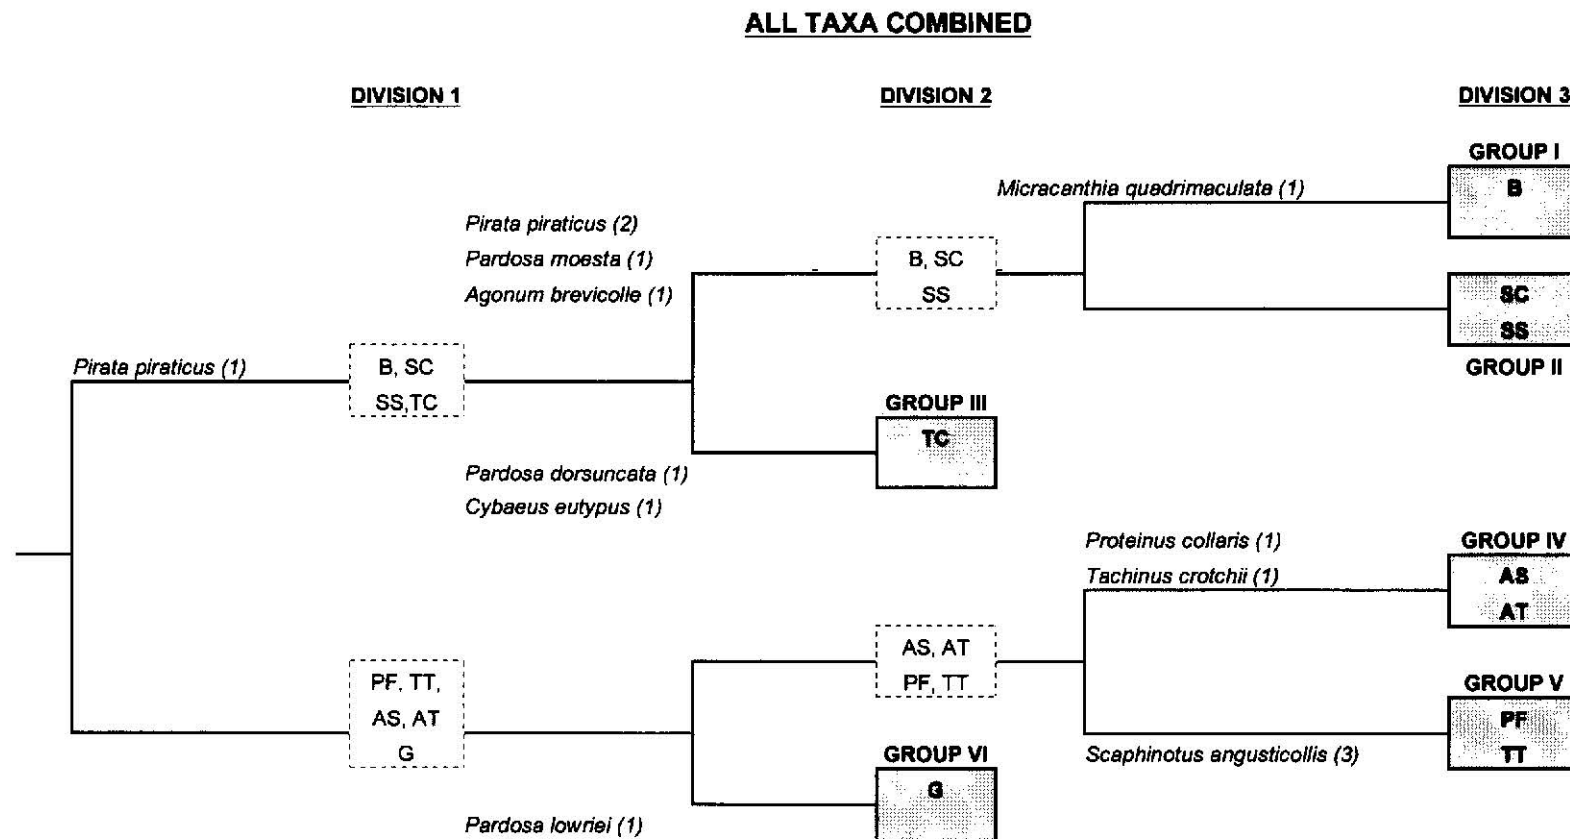 ALL TAXA COMBINED
DIVISION 1
DIVISION 2
DIVISION 3
GROUP I
B
Micracanthia quadrimaculata (1)
Pirata piraticus (2)
Pardosa moesta (1)
Agonum brevicolle (1)
B, SC
SS
SC
SS
GROUP II
Pirata piraticus (1)
B, SC
SS,TC
GROUP III
TC
Pardosa dorsuncata (1)
Cybaeus eutypus (1)
Proteinus collaris (1)
Tachinus crotchii (1)
GROUP IV
AS
AT
AS, AT
PF, TT
PF, TT,
AS, AT
G
GROUP V
PF
TT
Scaphinotus angusticollis (3)
GROUP VI
G
Pardosa lowriei (1)